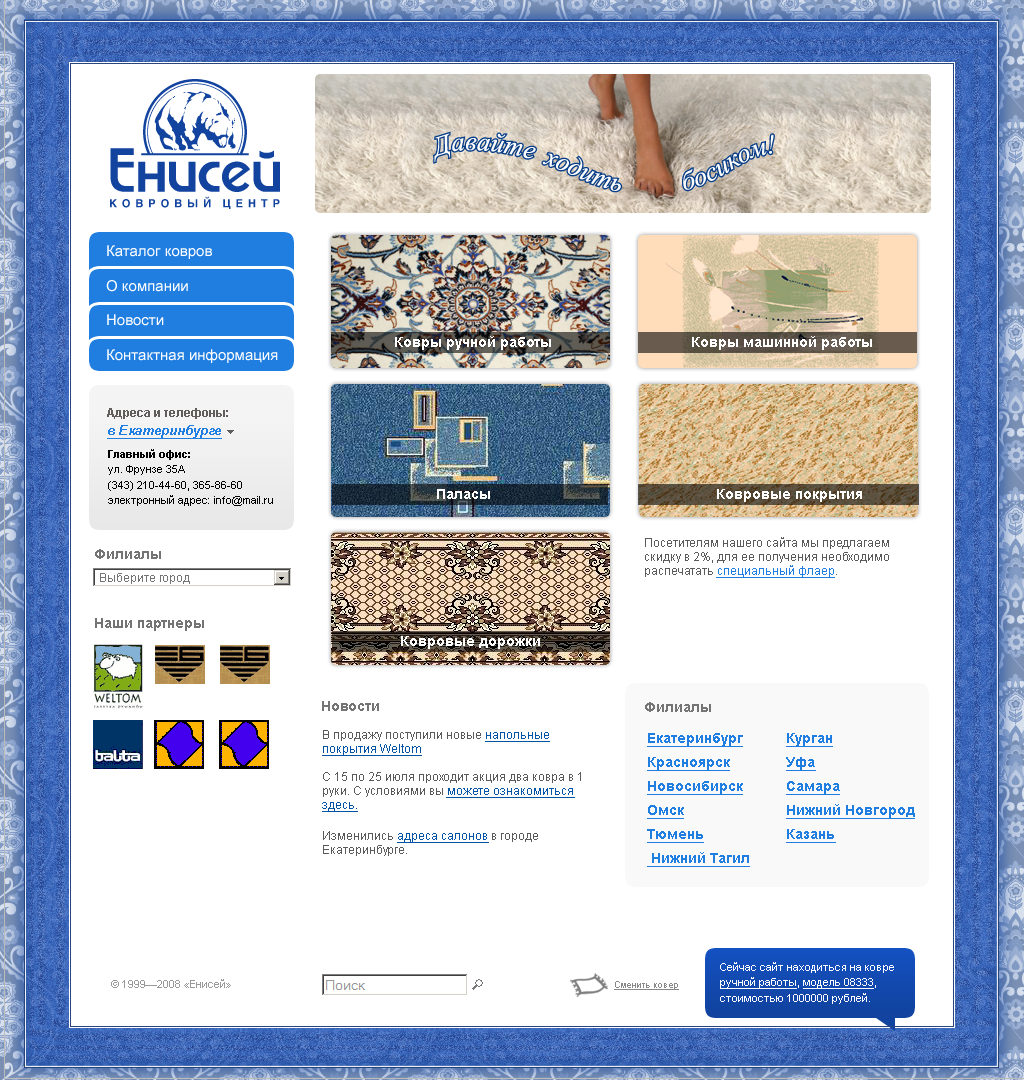 Енисей
КОВРОВЫЙ ЦЕНТР
Давайте ходить босиком!
Каталог ковров
О компании
Новости
Контактная информация
Адреса и телефоны:
в Екатеринбурге
Главный офис:
ул. Фрунзе 35А
(343) 210-44-60, 365-86-60
электронный адрес: info@mail.ru
Филиалы
Выберите город
Наши партнеры
WELTOM
balta
Ковры ручной работы
Ковры машинной работы
Паласы
Ковровые покрытия
Ковровые дорожки
Посетителям нашего сайта мы предлагаем
скидку в 2%, для ее получения необходимо
распечатать специальный флаер.
Новости
В продажу поступили новые напольные
покрытия Weltom
С 15 по 25 июля проходит акция два ковра в 1
руки. С условиями вы можете ознакомиться
здесь.
Изменились адреса салонов в городе
Екатеринбурге.
Филиалы
Екатеринбург
Красноярск
Новосибирск
Омск
Тюмень
Нижний Тагил
Курган
Уфа
Самара
Нижний Новгород
Казань
© 1999—2008 «Енисей»
Поиск
Сменить ковер
Сейчас сайт находиться на ковре
ручной работы, модель 08333,
стоимостью 1000000 рублей.